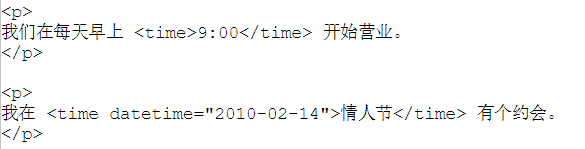 <p>
我们在每天早上 <time>9:00</time> 开始营业。
</p>
<p>
我在 <time datetime="2010-02-14">情人节</time> 有个约会。
</p>